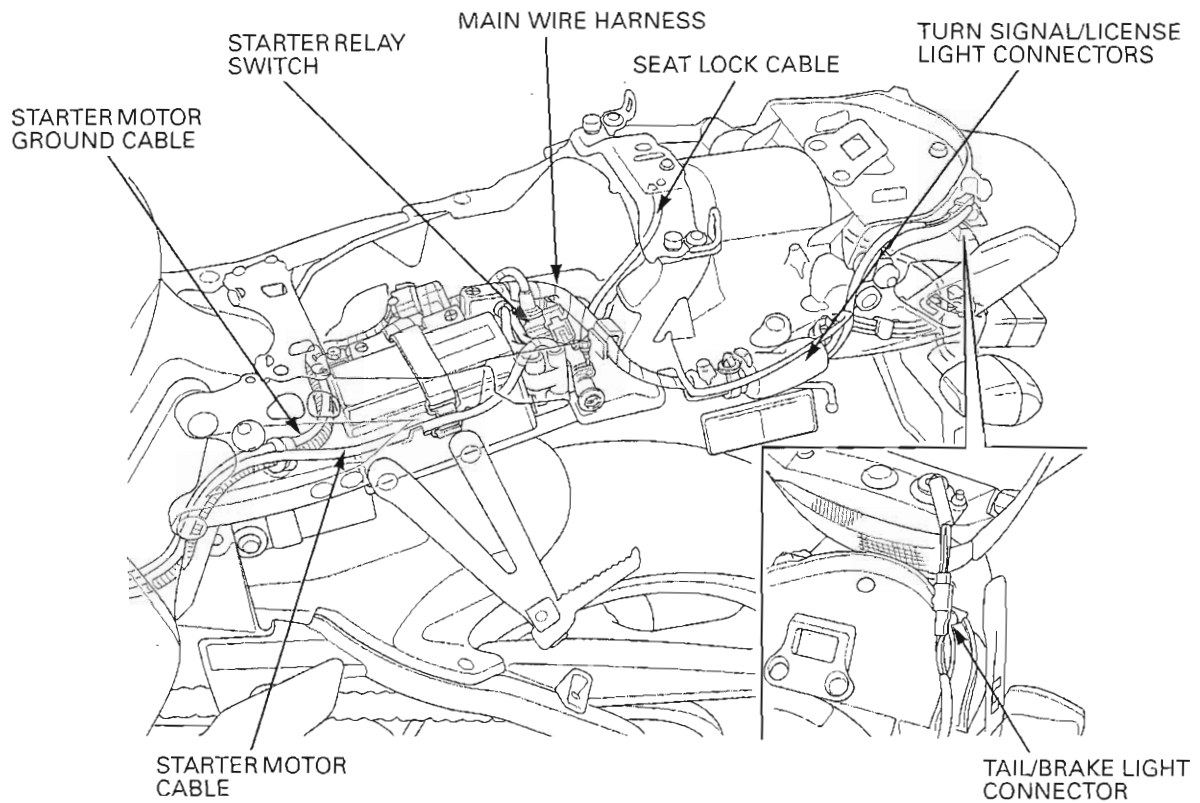 MAIN WIRE HARNESS
STARTER RELAY
SWITCH
SEAT LOCK CABLE
TURN SIGNAL/LICENSE
LIGHT CONNECTORS
STARTER MOTOR
GROUND CABLE
STARTER MOTOR
CABLE
TAIL/BRAKE LIGHT
CONNECTOR